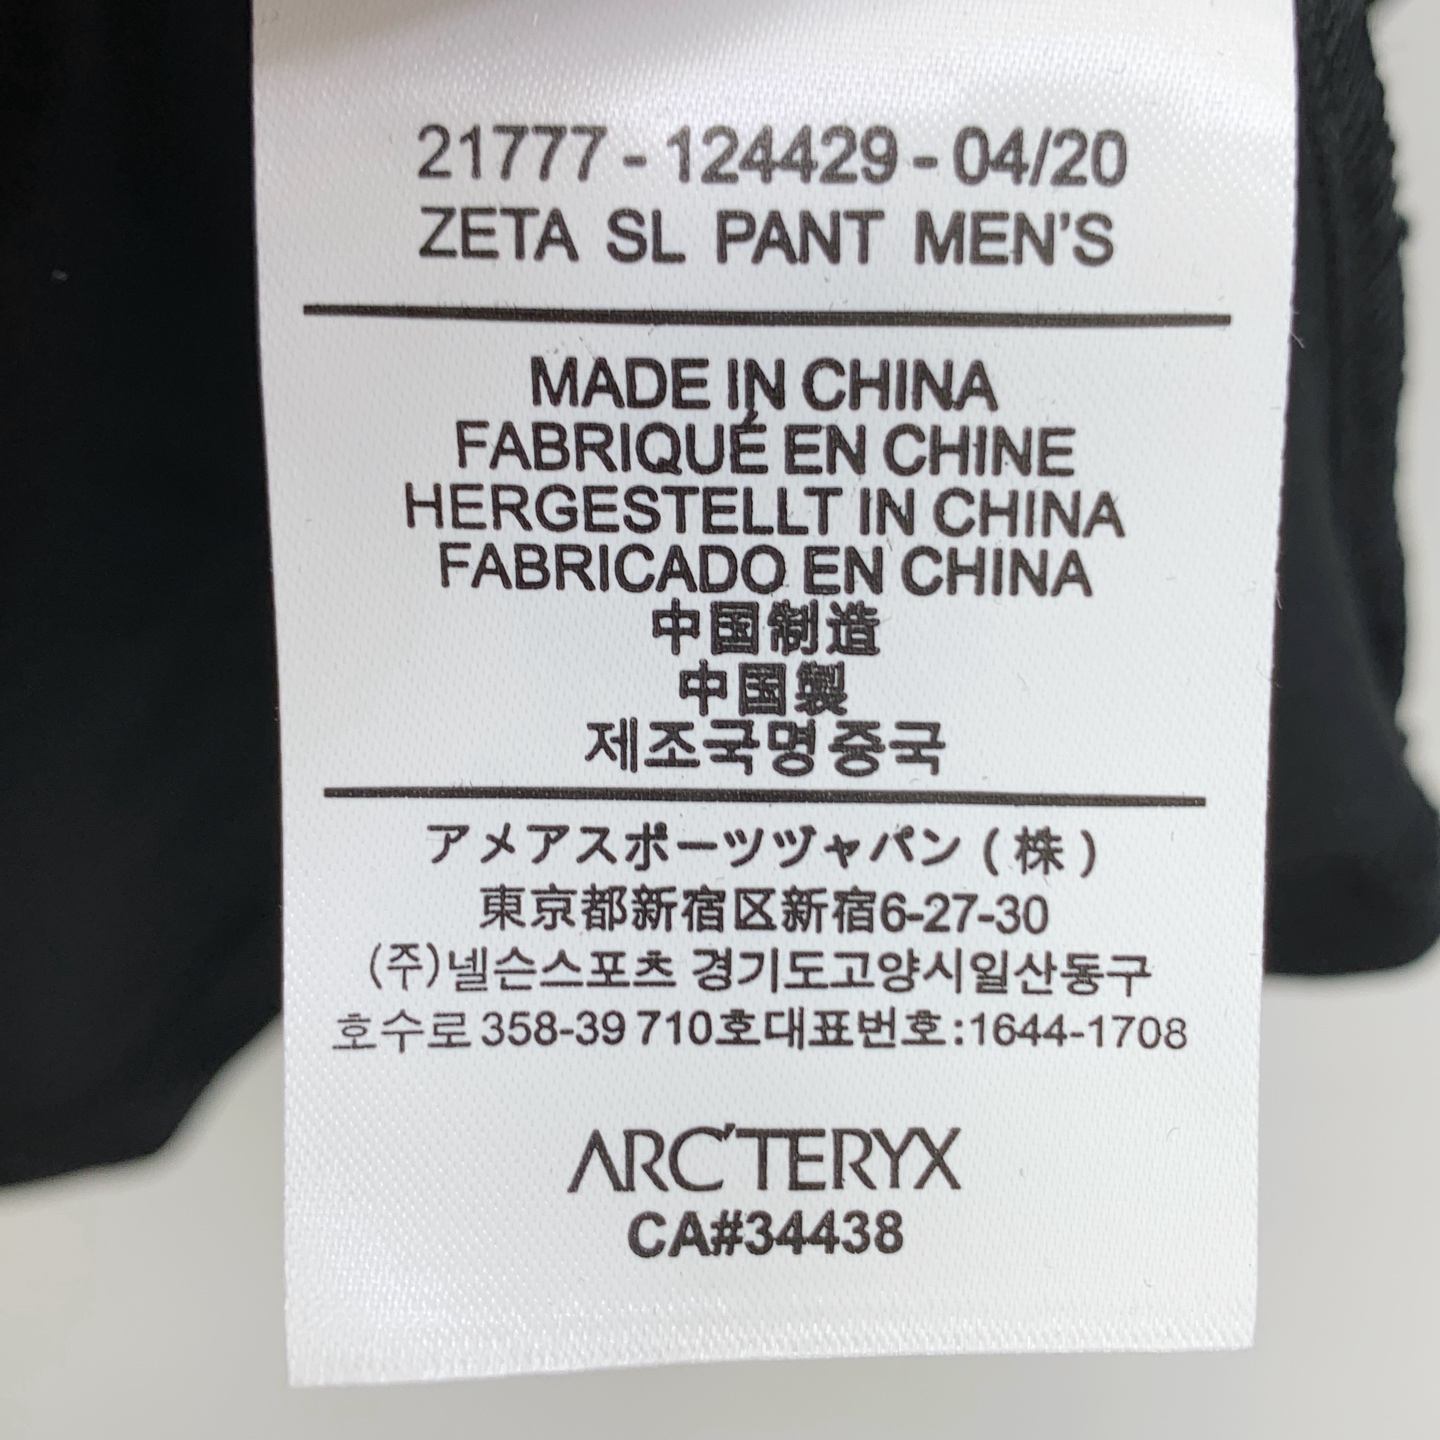 21777 - 124429 - 04/20
ZETA SL PANT MEN'S
MADE IN CHINA
FABRIQUÉ EN CHINE
HERGESTELLT IN CHINA
FABRICADO EN CHINA
中国制造
中国製
제조국명중국
アメアスポーツヅャパン (株)
東京都新宿区新宿6-27-30
(주)넬슨스포츠 경기도고양시일산동구
호수로 358-39 710호대표번호:1644-1708
ARC'TERYX
CA#34438